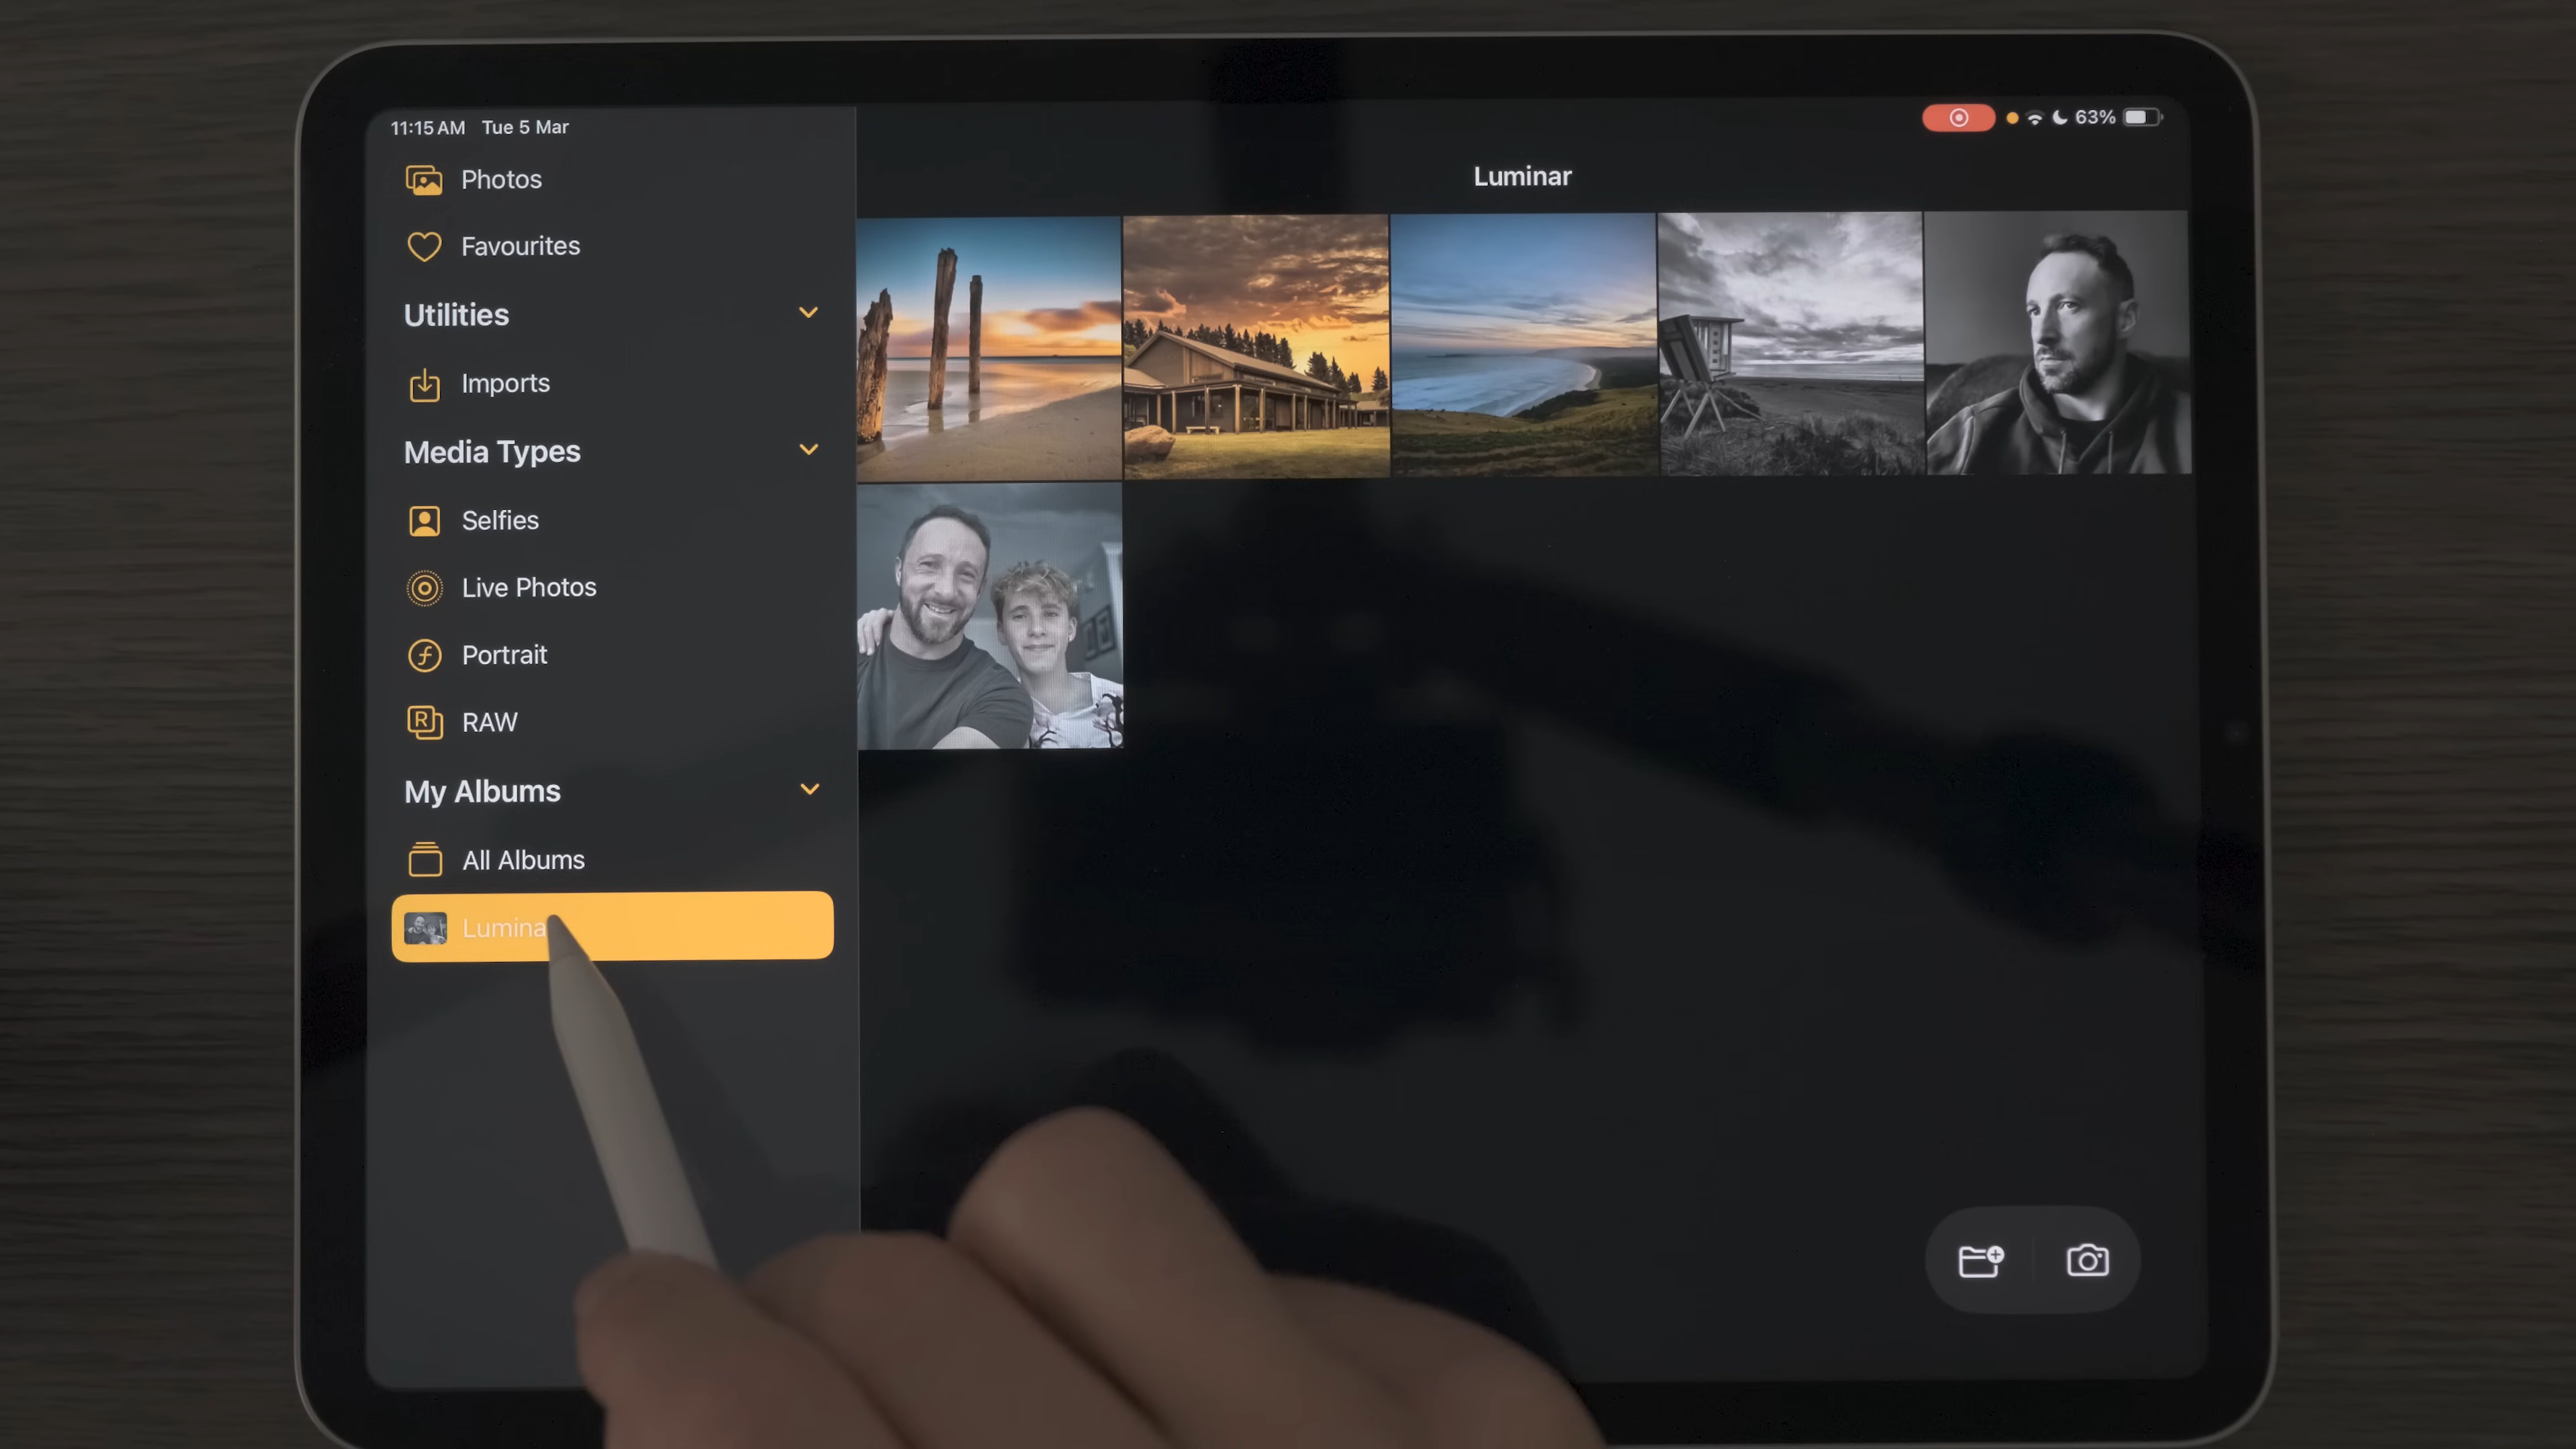 11:15 AM Tue 5 Mar
63%
Photos
Favourites
Utilities
Imports
Media Types
Selfies
Live Photos
Portrait
RAW
My Albums
All Albums
Lumina
Luminar